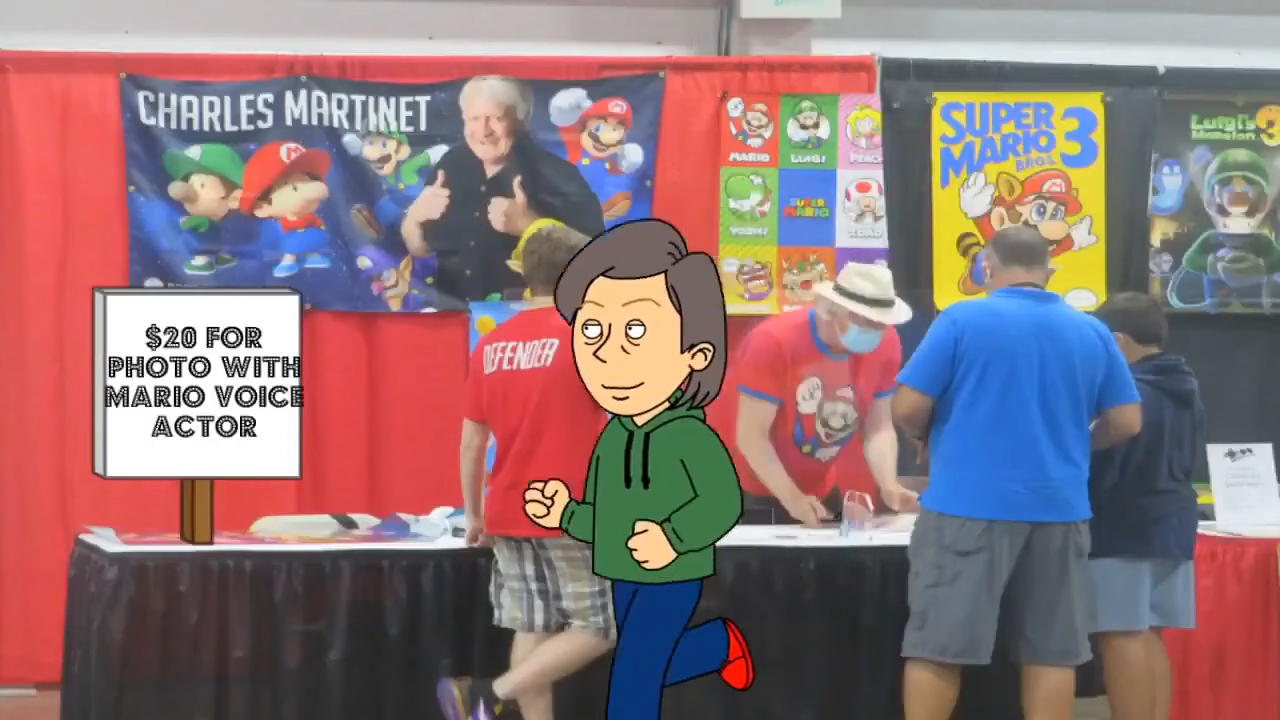 CHARLES MARTINET
MARIO
LUIGI
PEACH
YOSHI
SUPER
MARIO
TOAD
SUPER
MARIO
BROS.
3
Luigi's
Mansion 3
DEFENDER
$20 FOR
PHOTO WITH
MARIO VOICE
ACTOR